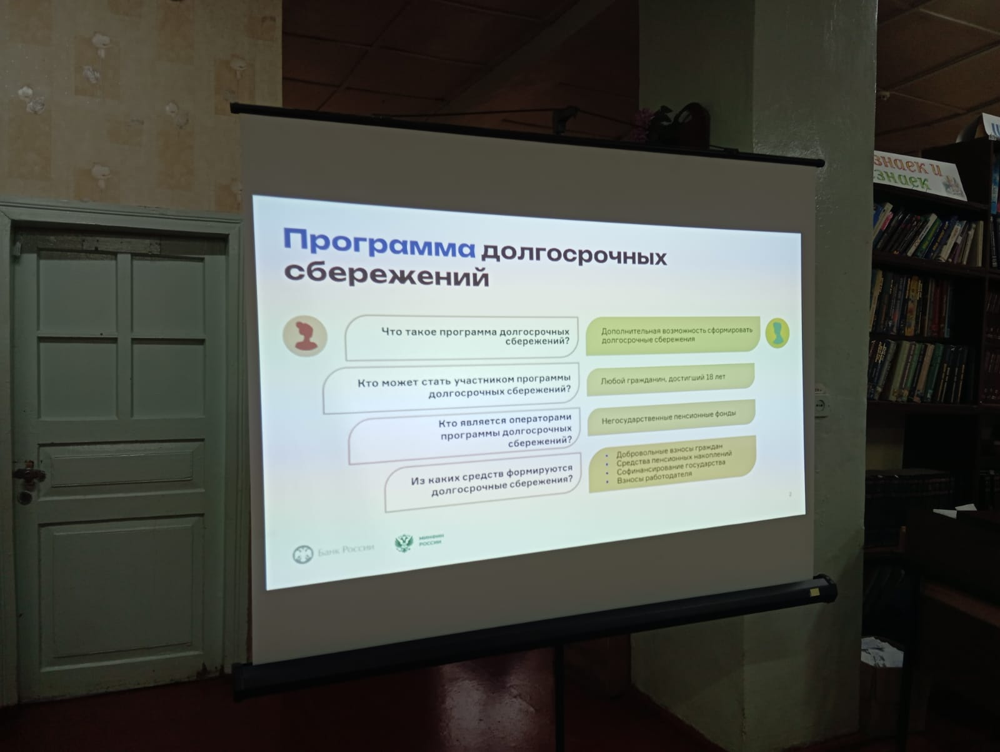 Программа долгосрочных
сбережений
Что такое программа долгосрочных
сбережений?
Дополнительная возможность сформировать
долгосрочные сбережения
Кто может стать участником программы
долгосрочных сбережений?
Любой гражданин, достигший 18 лет
Кто является операторами
программы долгосрочных
сбережений?
Негосударственные пенсионные фонды
Из каких средств формируются
долгосрочные сбережения?
• Добровольные взносы граждан
• Средства пенсионных накоплений
• Софинансирование государства
• Взносы работодателя
2
Банк России
МИНФИН
РОССИИ
знаек и
знаек